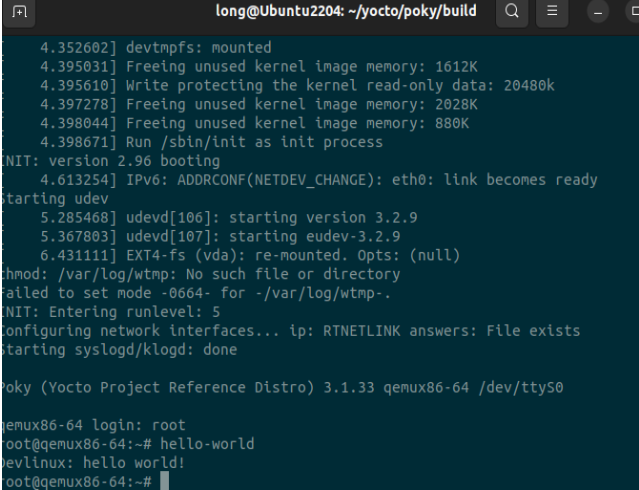 long@Ubuntu2204: ~/yocto/poky/build
4.352602] devtmpfs: mounted
4.395031] Freeing unused kernel image memory: 1612K
4.395610] Write protecting the kernel read-only data: 20480k
4.397278] Freeing unused kernel image memory: 2028K
4.398044] Freeing unused kernel image memory: 880K
4.398671] Run /sbin/init as init process
INIT: version 2.96 booting
4.613254] IPv6: ADDRCONF(NETDEV_CHANGE): eth0: link becomes ready
Starting udev
5.285468] udevd[106]: starting version 3.2.9
5.367803] udevd[107]: starting eudev-3.2.9
6.431111] EXT4-fs (vda): re-mounted. Opts: (null)
chmod: /var/log/wtmp: No such file or directory
Failed to set mode -0664- for -/var/log/wtmp-.
INIT: Entering runlevel: 5
Configuring network interfaces... ip: RTNETLINK answers: File exists
Starting syslogd/klogd: done
Poky (Yocto Project Reference Distro) 3.1.33 qemux86-64 /dev/ttyS0
qemux86-64 login: root
root@qemux86-64:~# hello-world
Devlinux: hello world!
root@qemux86-64:~#